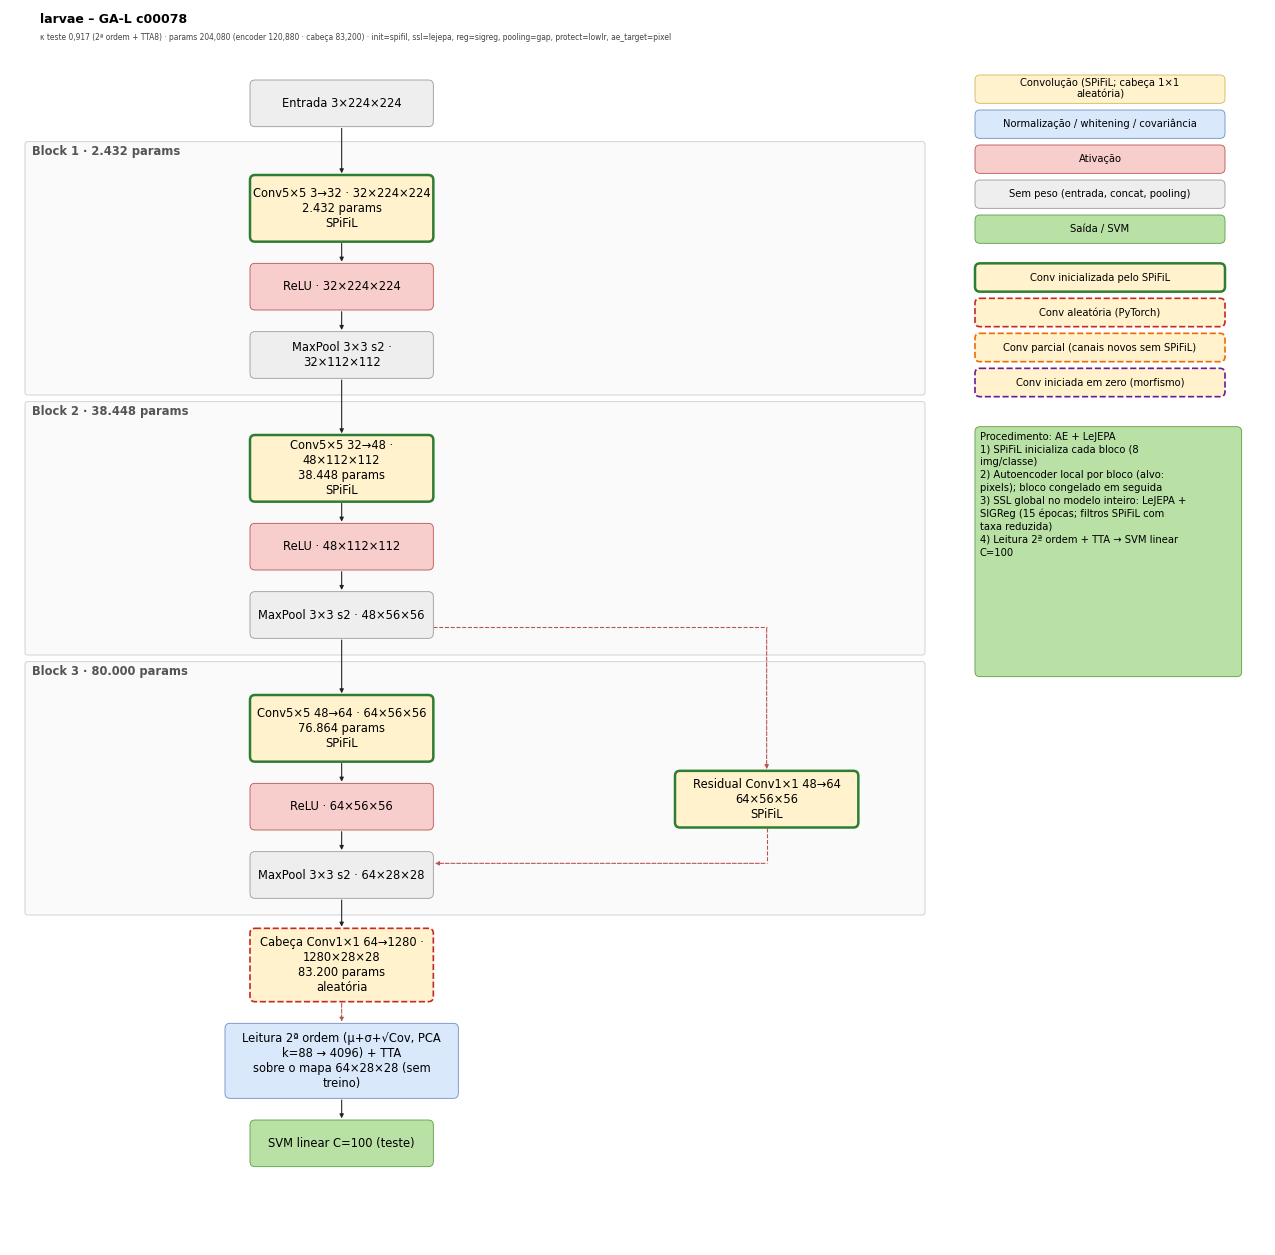 larvae – GA-L c00078
κ teste 0,917 (2ª ordem + TTA8) · params 204,080 (encoder 120,880 · cabeça 83,200) · init=spifil, ssl=lejepa, reg=sigreg, pooling=gap, protect=lowlr, ae_target=pixel
Entrada 3×224×224
Block 1 · 2.432 params
Conv5×5 3→32 · 32×224×224
2.432 params
SPiFiL
ReLU · 32×224×224
MaxPool 3×3 s2 ·
32×112×112
Block 2 · 38.448 params
Conv5×5 32→48 ·
48×112×112
38.448 params
SPiFiL
ReLU · 48×112×112
MaxPool 3×3 s2 · 48×56×56
Block 3 · 80.000 params
Conv5×5 48→64 · 64×56×56
76.864 params
SPiFiL
ReLU · 64×56×56
Residual Conv1×1 48→64
64×56×56
SPiFiL
MaxPool 3×3 s2 · 64×28×28
Cabeça Conv1×1 64→1280 ·
1280×28×28
83.200 params
aleatória
Leitura 2ª ordem (μ+σ+√Cov, PCA
k=88 → 4096) + TTA
sobre o mapa 64×28×28 (sem
treino)
SVM linear C=100 (teste)
Convolução (SPiFiL; cabeça 1×1
aleatória)
Normalização / whitening / covariância
Ativação
Sem peso (entrada, concat, pooling)
Saída / SVM
Conv inicializada pelo SPiFiL
Conv aleatória (PyTorch)
Conv parcial (canais novos sem SPiFiL)
Conv iniciada em zero (morfismo)
Procedimento: AE + LeJEPA
1) SPiFiL inicializa cada bloco (8
img/classe)
2) Autoencoder local por bloco (alvo:
pixels); bloco congelado em seguida
3) SSL global no modelo inteiro: LeJEPA +
SIGReg (15 épocas; filtros SPiFiL com
taxa reduzida)
4) Leitura 2ª ordem + TTA → SVM linear
C=100